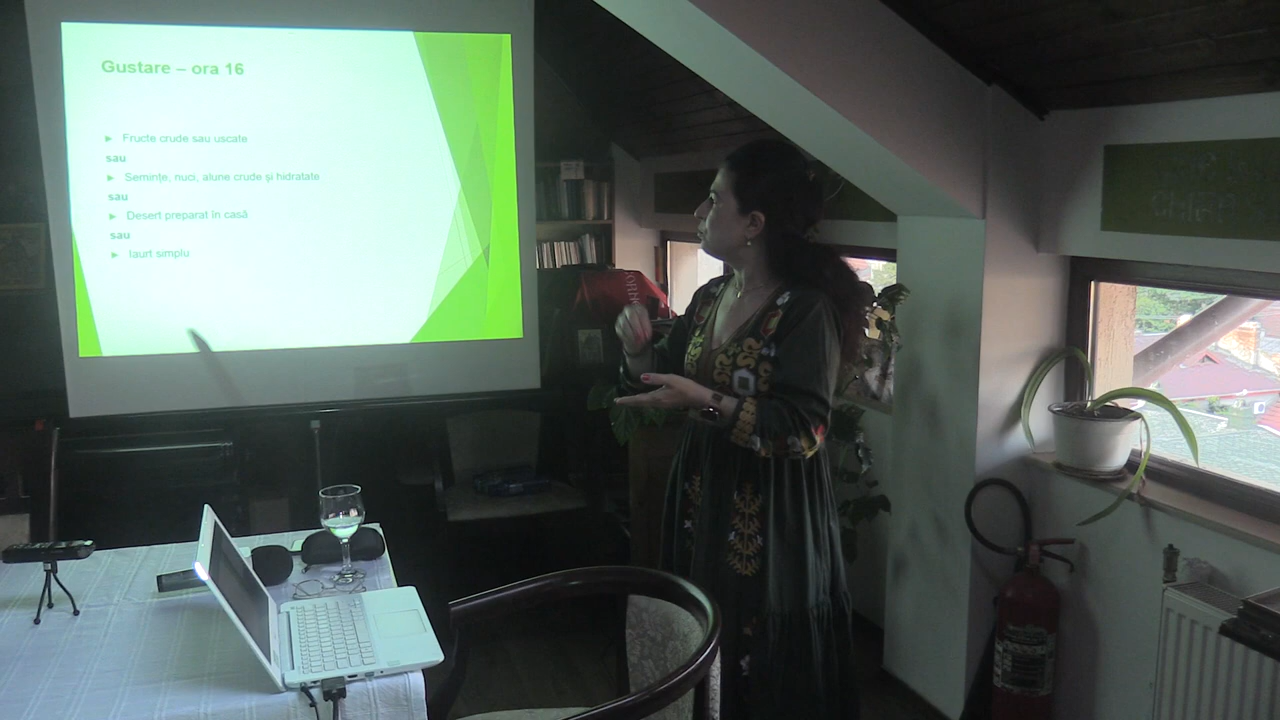 Gustare – ora 16
► Fructe crude sau uscate
sau
► Semințe, nuci, alune crude și hidratate
sau
► Desert preparat în casă
sau
► Iaurt simplu